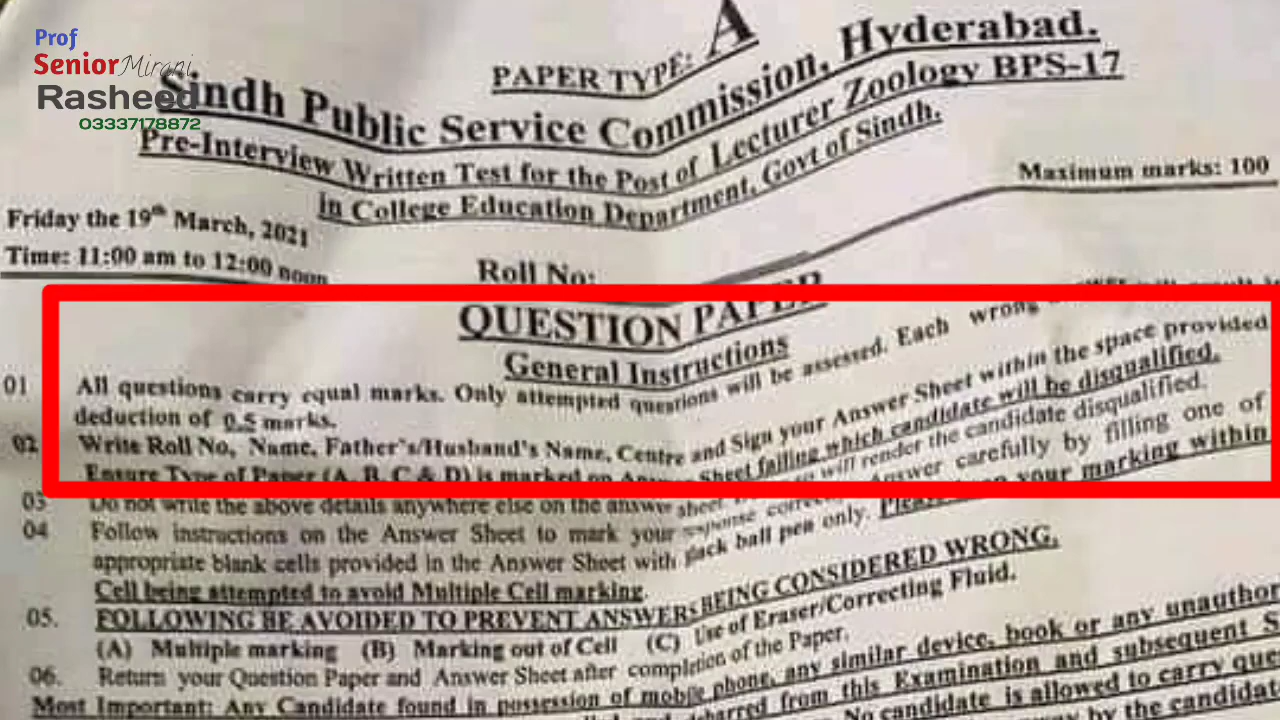 Prof
Senior Mirani
Rasheed
03337178872
PAPER TYPE: A
Sindh Public Service Commission, Hyderabad.
Pre-Interview Written Test for the Post of Lecturer Zoology BPS-17
in College Education Department, Govt of Sindh.
Maximum marks: 100
Friday the 19th March, 2021
Time: 11:00 am to 12:00 noon
Roll No:
QUESTION PAPER
General Instructions
01 All questions carry equal marks. Only attempted questions will be assessed. Each wrong
deduction of 0.5 marks.
02 Write Roll No, Name, Father's/Husband's Name, Centre and Sign your Answer Sheet within the space provided
Ensure Type of Paper (A, B, C & D) is marked on Answer Sheet failing which candidate will be disqualified.
03 Do not write the above details anywhere else on the answer sheet will render the candidate disqualified.
04 Follow instructions on the Answer Sheet to mark your response Answer carefully by filling one of
appropriate blank cells provided in the Answer Sheet with black ball pen only. your marking within
Cell being attempted to avoid Multiple Cell marking.
05. FOLLOWING BE AVOIDED TO PREVENT ANSWERS BEING CONSIDERED WRONG.
(A) Multiple marking (B) Marking out of Cell (C) Use of Eraser/Correcting Fluid.
06. Return your Question Paper and Answer Sheet after completion of the Paper.
Most Important: Any Candidate found in possession of mobile phone, any similar device, book or any unauthor
debarred from this Examination and subsequent S
No candidate is allowed to carry que
by the candidat